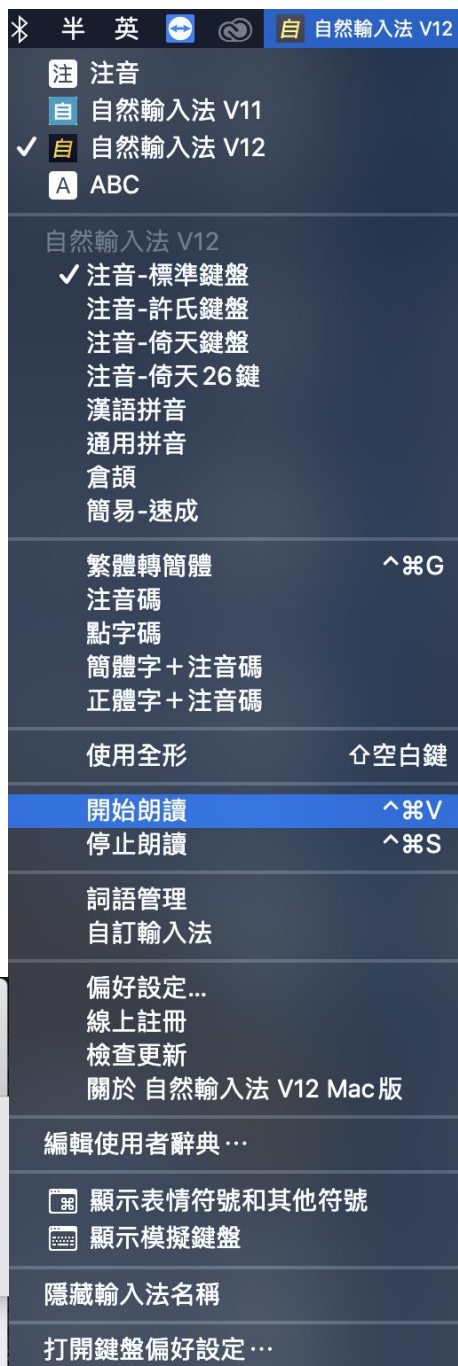 半 英 自 自然輸入法 V12
注 注音
自 自然輸入法 V11
✓ 自 自然輸入法 V12
A ABC
自然輸入法 V12
✓ 注音-標準鍵盤
注音-許氏鍵盤
注音-倚天鍵盤
注音-倚天26鍵
漢語拼音
通用拼音
倉頡
簡易-速成
繁體轉簡體 ^⌘G
注音碼
點字碼
簡體字＋注音碼
正體字＋注音碼
使用全形 ⇧空白鍵
開始朗讀 ^⌘V
停止朗讀 ^⌘S
詞語管理
自訂輸入法
偏好設定...
線上註冊
檢查更新
關於 自然輸入法 V12 Mac版
編輯使用者辭典⋯
顯示表情符號和其他符號
顯示模擬鍵盤
隱藏輸入法名稱
打開鍵盤偏好設定⋯